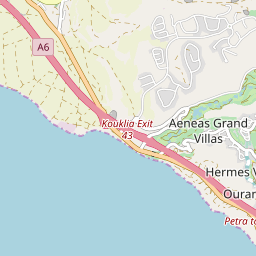 A6
Kouklia Exit
43
Aeneas Grand
Villas
Hermes V
Ouran
Petra to